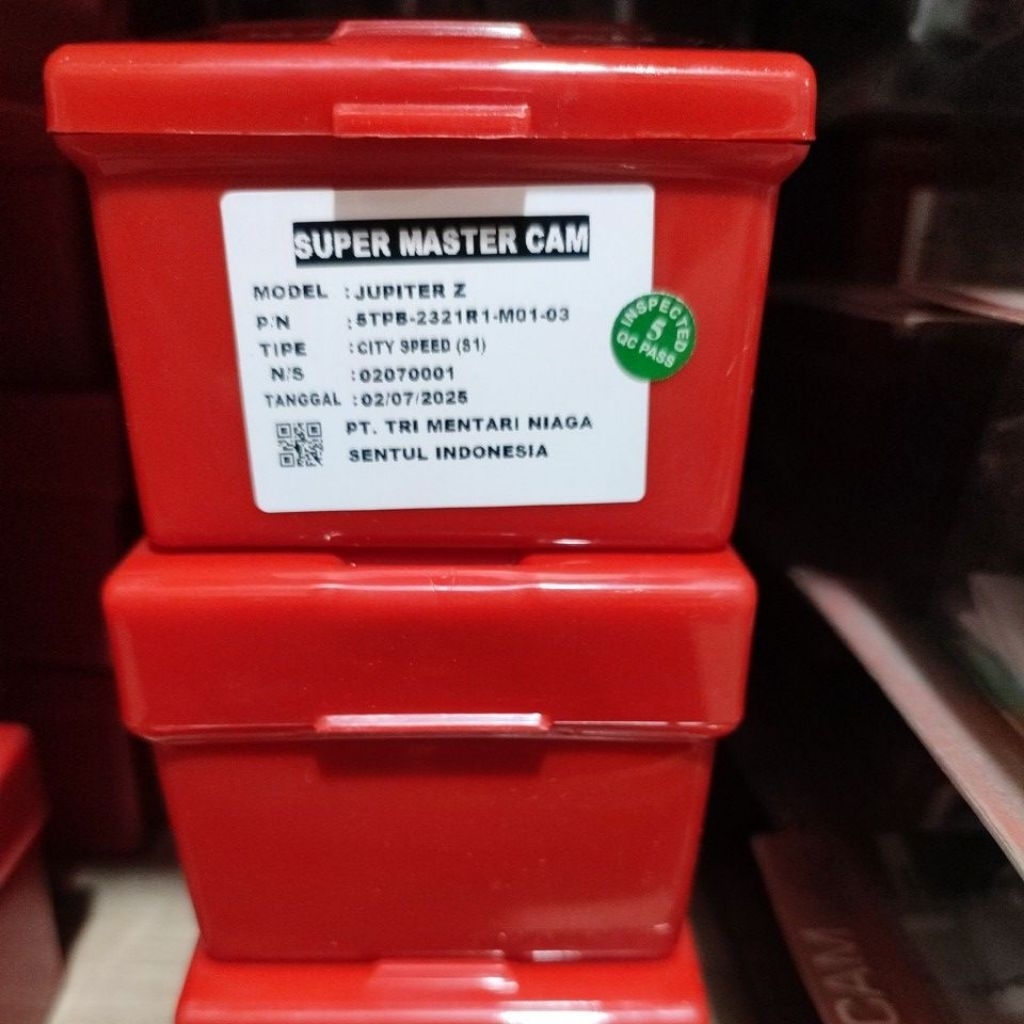 SUPER MASTER CAM
MODEL : JUPITER Z
P/N : 5TPB-2321R1-M01-03
TIPE : CITY SPEED (S1)
N/S : 02070001
TANGGAL : 02/07/2025
PT. TRI MENTARI NIAGA
SENTUL INDONESIA
INSPECTED
5
QC PASS
CAM